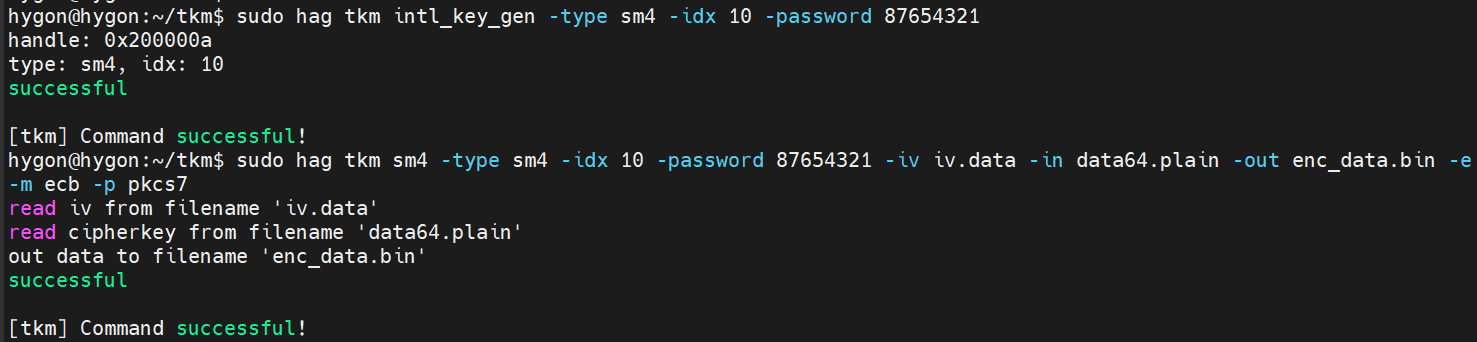 hygon@hygon:~/tkm$ sudo hag tkm intl_key_gen -type sm4 -idx 10 -password 87654321
handle: 0x200000a
type: sm4, idx: 10
successful
[tkm] Command successful!
hygon@hygon:~/tkm$ sudo hag tkm sm4 -type sm4 -idx 10 -password 87654321 -iv iv.data -in data64.plain -out enc_data.bin -e
-m ecb -p pkcs7
read iv from filename 'iv.data'
read cipherkey from filename 'data64.plain'
out data to filename 'enc_data.bin'
successful
[tkm] Command successful!